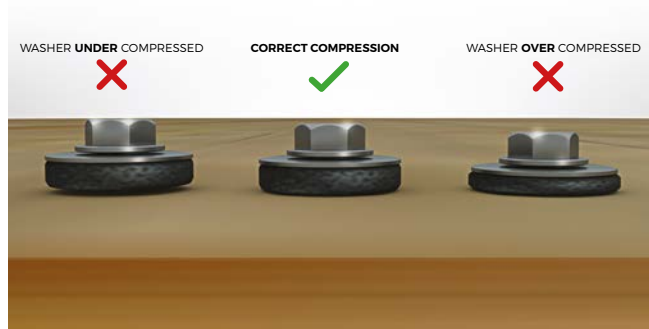 WASHER UNDER COMPRESSED
CORRECT COMPRESSION
WASHER OVER COMPRESSED